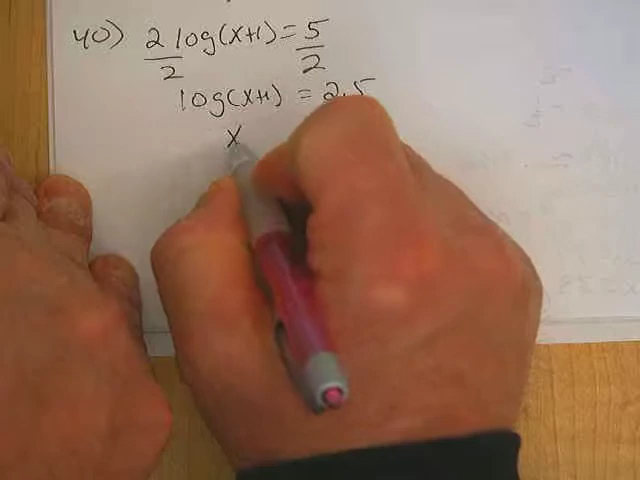 40) 2 log(x+1) = 5
2 2
log(x+1) = 2.5
x